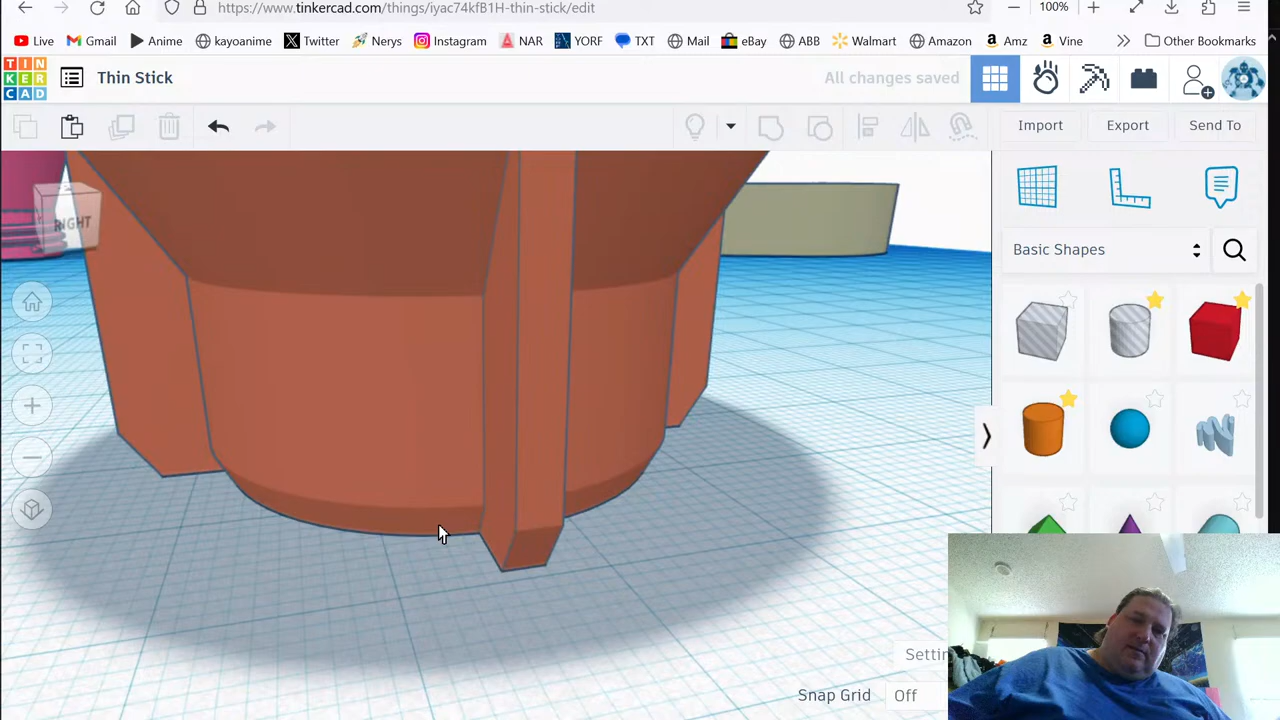 https://www.tinkercad.com/things/iyac74kfB1H-thin-stick/edit
100%
Live
Gmail
Anime
kayoanime
Twitter
Nerys
Instagram
NAR
YORF
TXT
Mail
eBay
ABB
Walmart
Amazon
Amz
Vine
Other Bookmarks
TIN
KER
CAD
Thin Stick
All changes saved
Import
Export
Send To
RIGHT
Basic Shapes
Snap Grid
Off